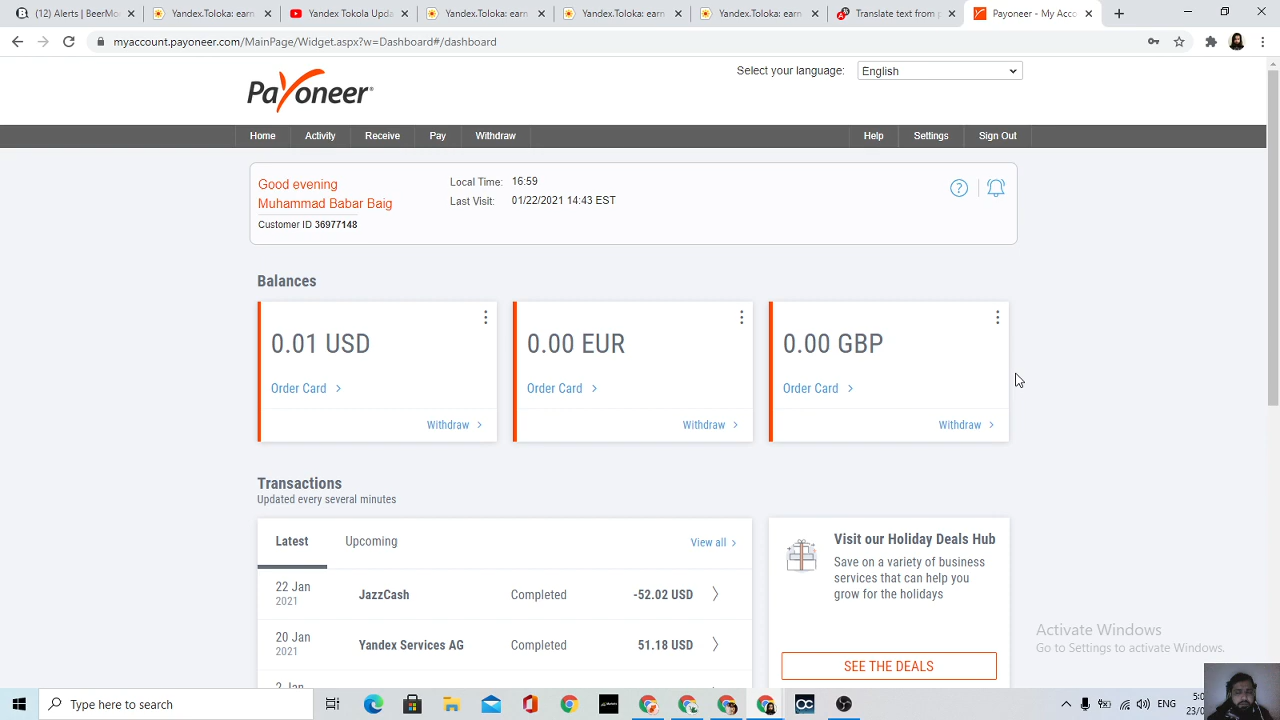 12) Alerts | BeerMo
Yandex.Toloka: earn
Yandex Toloka Upda
Yandex.Toloka: earn
Yandex.Toloka: earn
Yandex.Toloka: earn
Translate text from p
Payoneer - My Acco
myaccount.payoneer.com/MainPage/Widget.aspx?w=Dashboard#/dashboard
Select your language: English
Payoneer
Home Activity Receive Pay Withdraw Help Settings Sign Out
Good evening
Muhammad Babar Baig
Customer ID 36977148
Local Time: 16:59
Last Visit: 01/22/2021 14:43 EST
Balances
0.01 USD
Order Card
Withdraw
0.00 EUR
Order Card
Withdraw
0.00 GBP
Order Card
Withdraw
Transactions
Updated every several minutes
Latest Upcoming View all
22 Jan 2021 JazzCash Completed -52.02 USD
20 Jan 2021 Yandex Services AG Completed 51.18 USD
Visit our Holiday Deals Hub
Save on a variety of business
services that can help you
grow for the holidays
SEE THE DEALS
Activate Windows
Go to Settings to activate Windows.
Type here to search
ENG